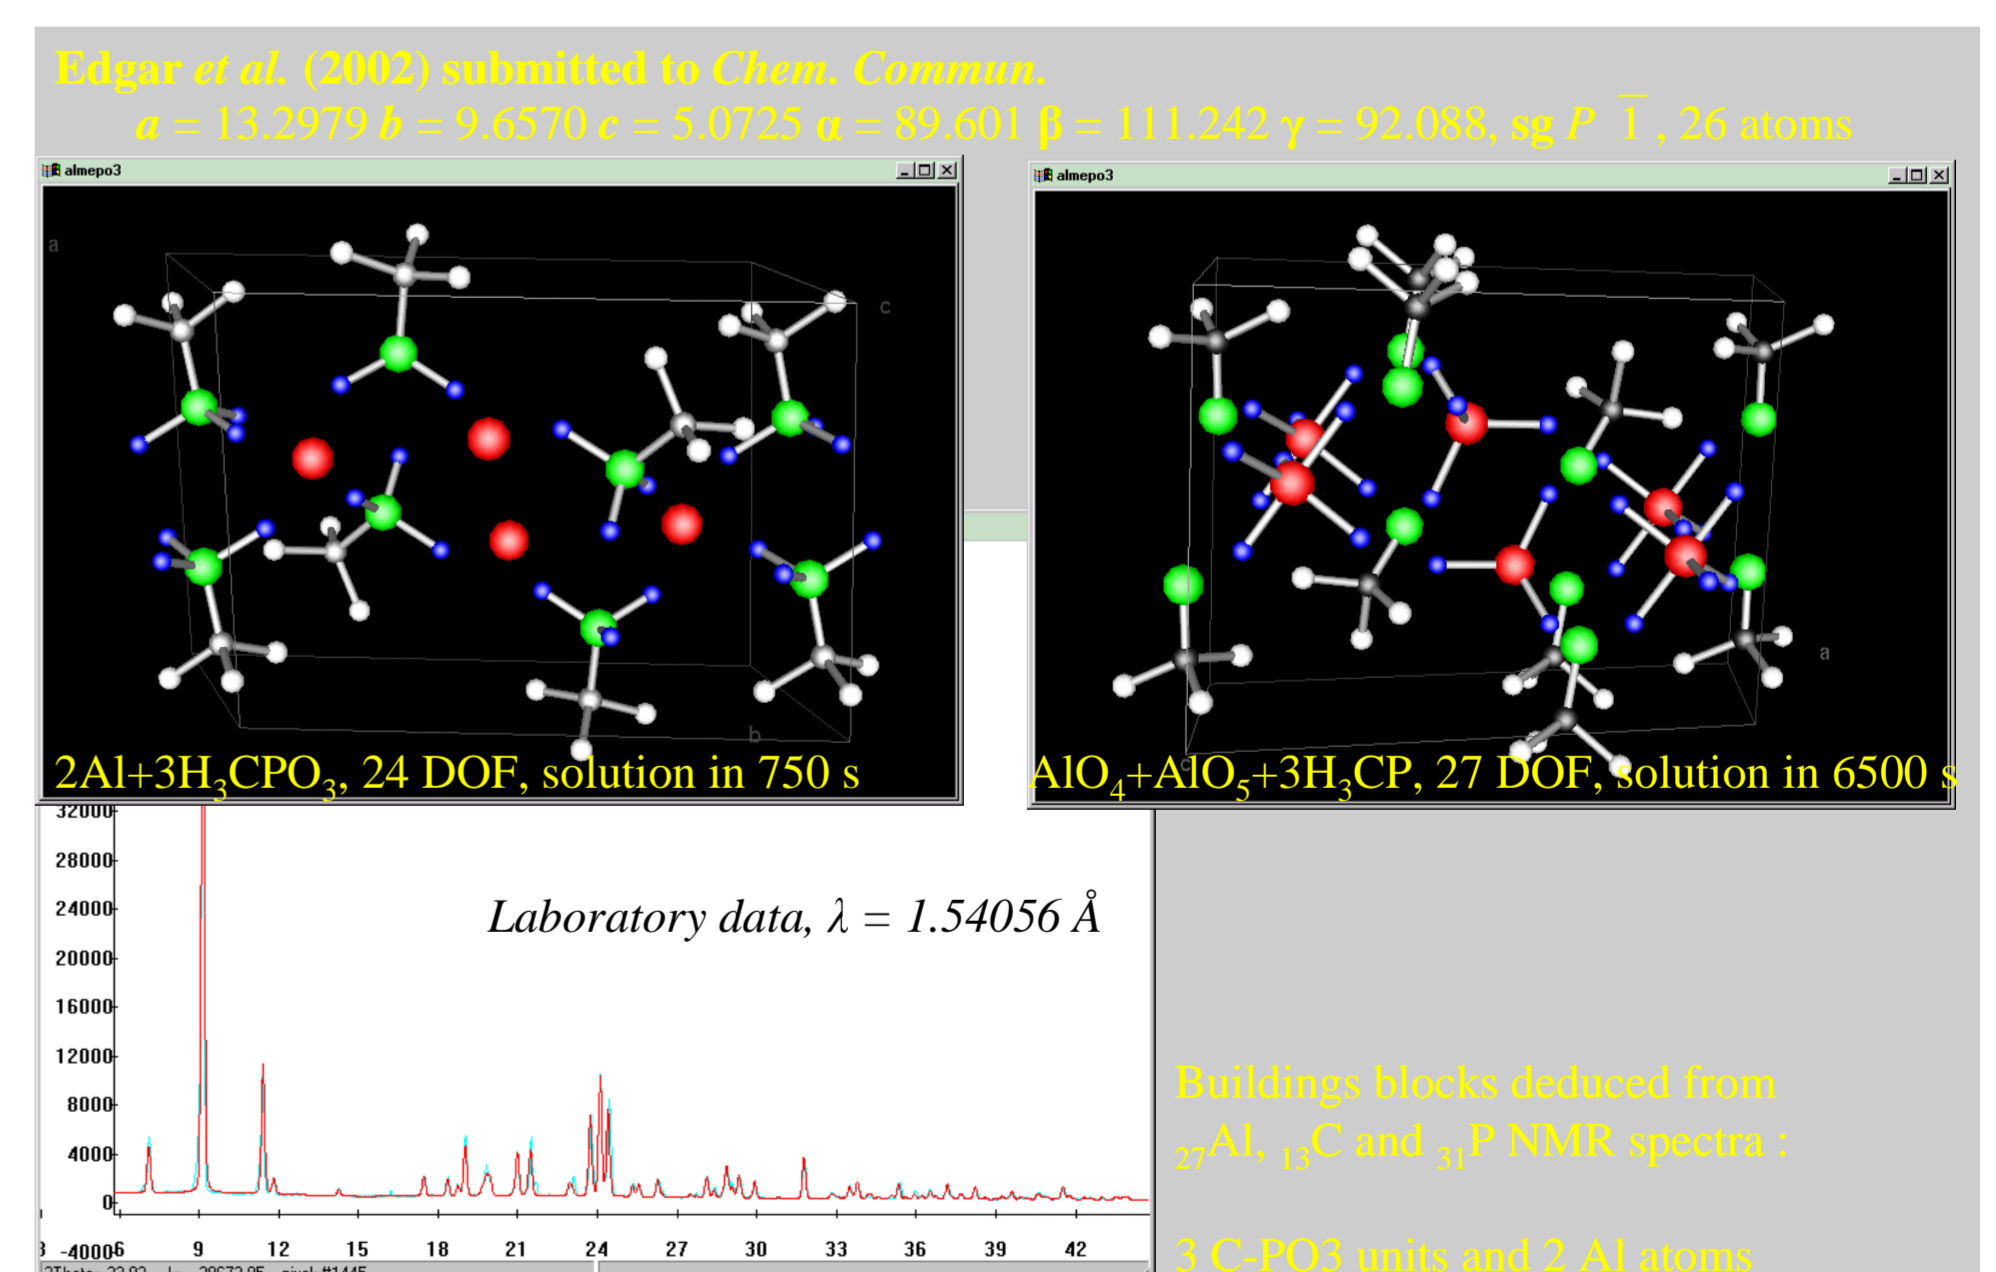 Edgar et al. (2002) submitted to Chem. Commun.
a = 13.2979 b = 9.6570 c = 5.0725 α = 89.601 β = 111.242 γ = 92.088, sg P 1̅ , 26 atoms
almepo3
almepo3
a
c
b
a
c
2Al+3H₃CPO₃, 24 DOF, solution in 750 s
AlO₄+AlO₅+3H₃CP, 27 DOF, solution in 6500 s
32000
28000
24000
20000
16000
12000
8000
4000
0
-4000
Laboratory data, λ = 1.54056 Å
6 9 12 15 18 21 24 27 30 33 36 39 42
Buildings blocks deduced from
₂₇Al, ₁₃C and ₃₁P NMR spectra :
3 C-PO3 units and 2 Al atoms